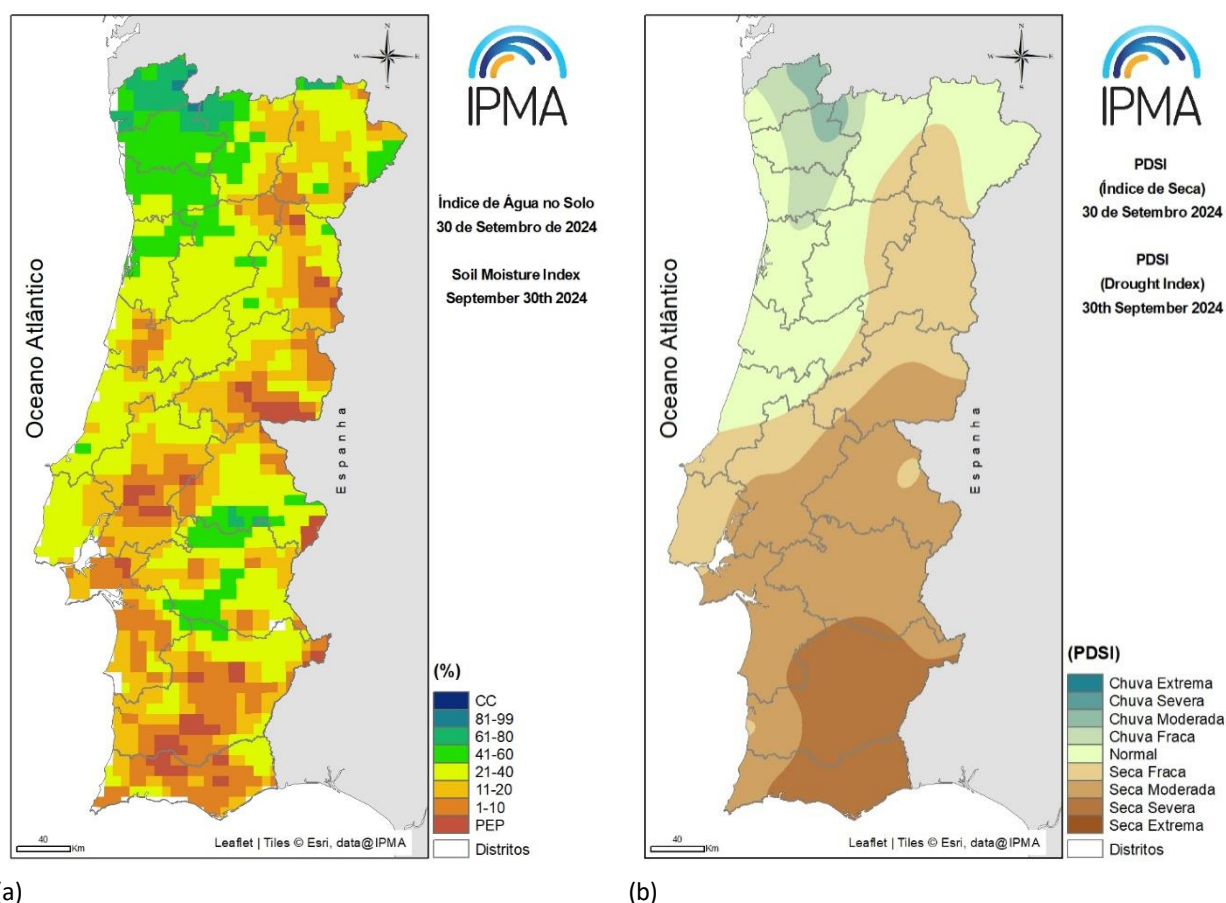 N
W
E
S
IPMA
Índice de Água no Solo
30 de Setembro de 2024
Soil Moisture Index
September 30th 2024
Oceano Atlântico
Espanha
(%)
CC
81-99
61-80
41-60
21-40
11-20
1-10
PEP
Distritos
40
Km
Leaflet | Tiles © Esri, data@IPMA
(a)
N
W
E
S
IPMA
PDSI
(Índice de Seca)
30 de Setembro 2024
PDSI
(Drought Index)
30th September 2024
Oceano Atlântico
Espanha
(PDSI)
Chuva Extrema
Chuva Severa
Chuva Moderada
Chuva Fraca
Normal
Seca Fraca
Seca Moderada
Seca Severa
Seca Extrema
Distritos
40
Km
Leaflet | Tiles © Esri, data@IPMA
(b)